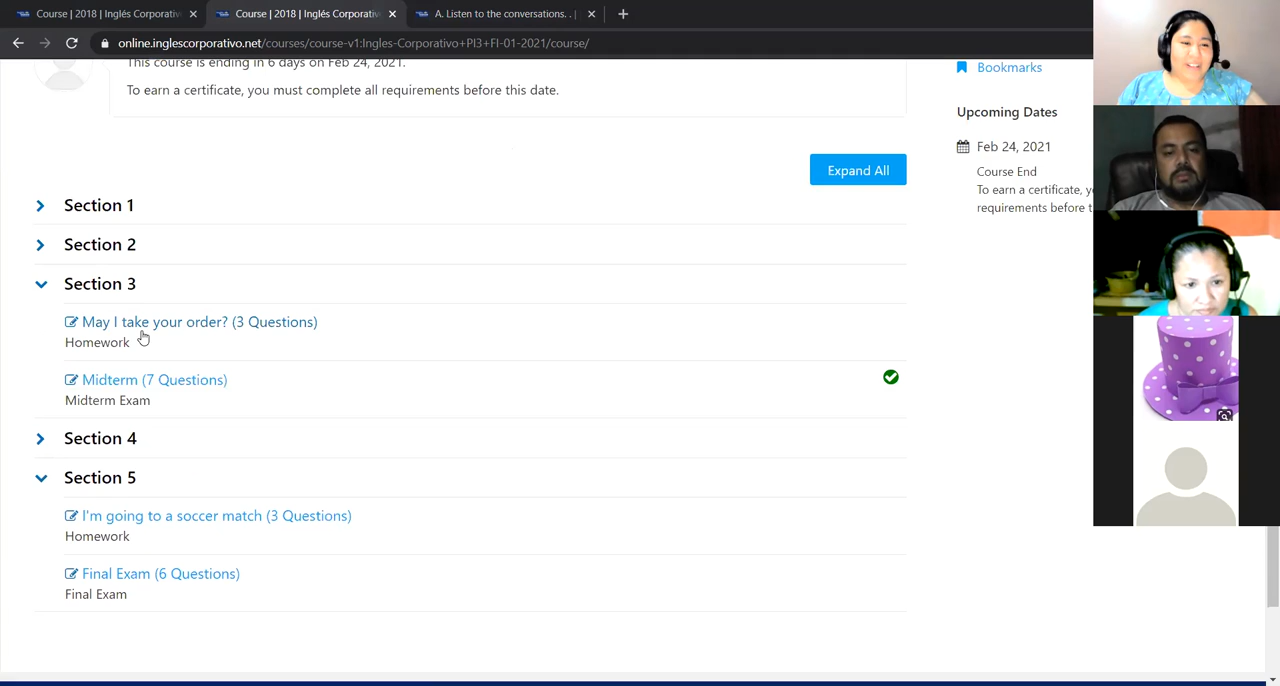 Course | 2018 | Inglés Corporativ
Course | 2018 | Inglés Corporativ
A. Listen to the conversations. . |
online.inglescorporativo.net/courses/course-v1:Ingles-Corporativo+PI3+FI-01-2021/course/
This course is ending in 6 days on Feb 24, 2021.
To earn a certificate, you must complete all requirements before this date.
Bookmarks
Upcoming Dates
Feb 24, 2021
Course End
To earn a certificate, y
requirements before t
Expand All
Section 1
Section 2
Section 3
May I take your order? (3 Questions)
Homework
Midterm (7 Questions)
Midterm Exam
Section 4
Section 5
I'm going to a soccer match (3 Questions)
Homework
Final Exam (6 Questions)
Final Exam